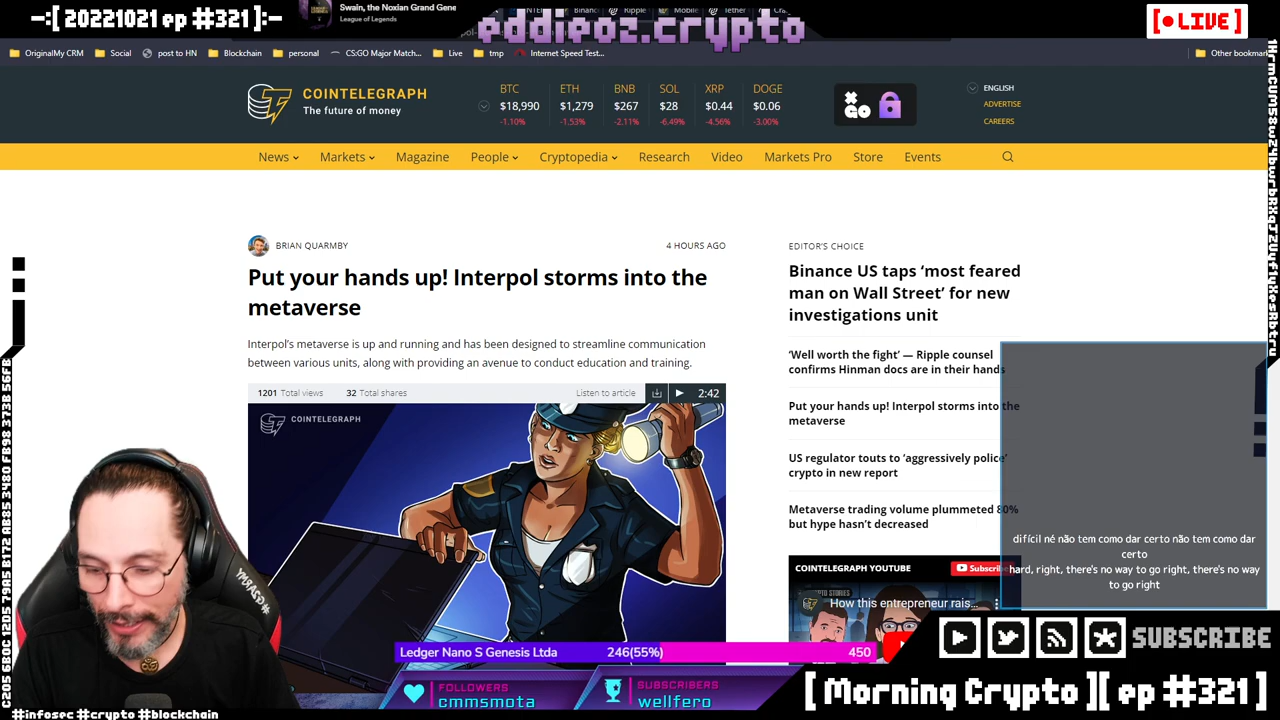 -:[ 20221021 ep #321 ]:-
Swain, the Noxian Grand Gene
League of Legends
Ripple
Mobile
Tether
eddieoz.crypto
[● LIVE]
OriginalMy CRM
Social
post to HN
Blockchain
personal
CS:GO Major Match...
Live
tmp
Internet Speed Test...
Other bookmar
COINTELEGRAPH
The future of money
BTC ETH BNB SOL XRP DOGE
$18,990 $1,279 $267 $28 $0.44 $0.06
-1.10% -1.53% -2.11% -6.49% -4.56% -3.00%
ENGLISH
ADVERTISE
CAREERS
News Markets Magazine People Cryptopedia Research Video Markets Pro Store Events
BRIAN QUARMBY
4 HOURS AGO
Put your hands up! Interpol storms into the
metaverse
Interpol's metaverse is up and running and has been designed to streamline communication
between various units, along with providing an avenue to conduct education and training.
1201 Total views 32 Total shares Listen to article 2:42
COINTELEGRAPH
EDITOR'S CHOICE
Binance US taps 'most feared
man on Wall Street' for new
investigations unit
'Well worth the fight' — Ripple counsel
confirms Hinman docs are in their hands
Put your hands up! Interpol storms into the
metaverse
US regulator touts to 'aggressively police'
crypto in new report
Metaverse trading volume plummeted 80%
but hype hasn't decreased
COINTELEGRAPH YOUTUBE
Subscribe
How this entrepreneur rais...
difícil né não tem como dar certo não tem como dar
certo
hard, right, there's no way to go right, there's no way
to go right
Ledger Nano S Genesis Ltda 246(55%) 450
FOLLOWERS
cmmsmota
SUBSCRIBERS
wellfero
SUBSCRIBE
[ Morning Crypto ][ ep #321 ]
#infosec #crypto #blockchain